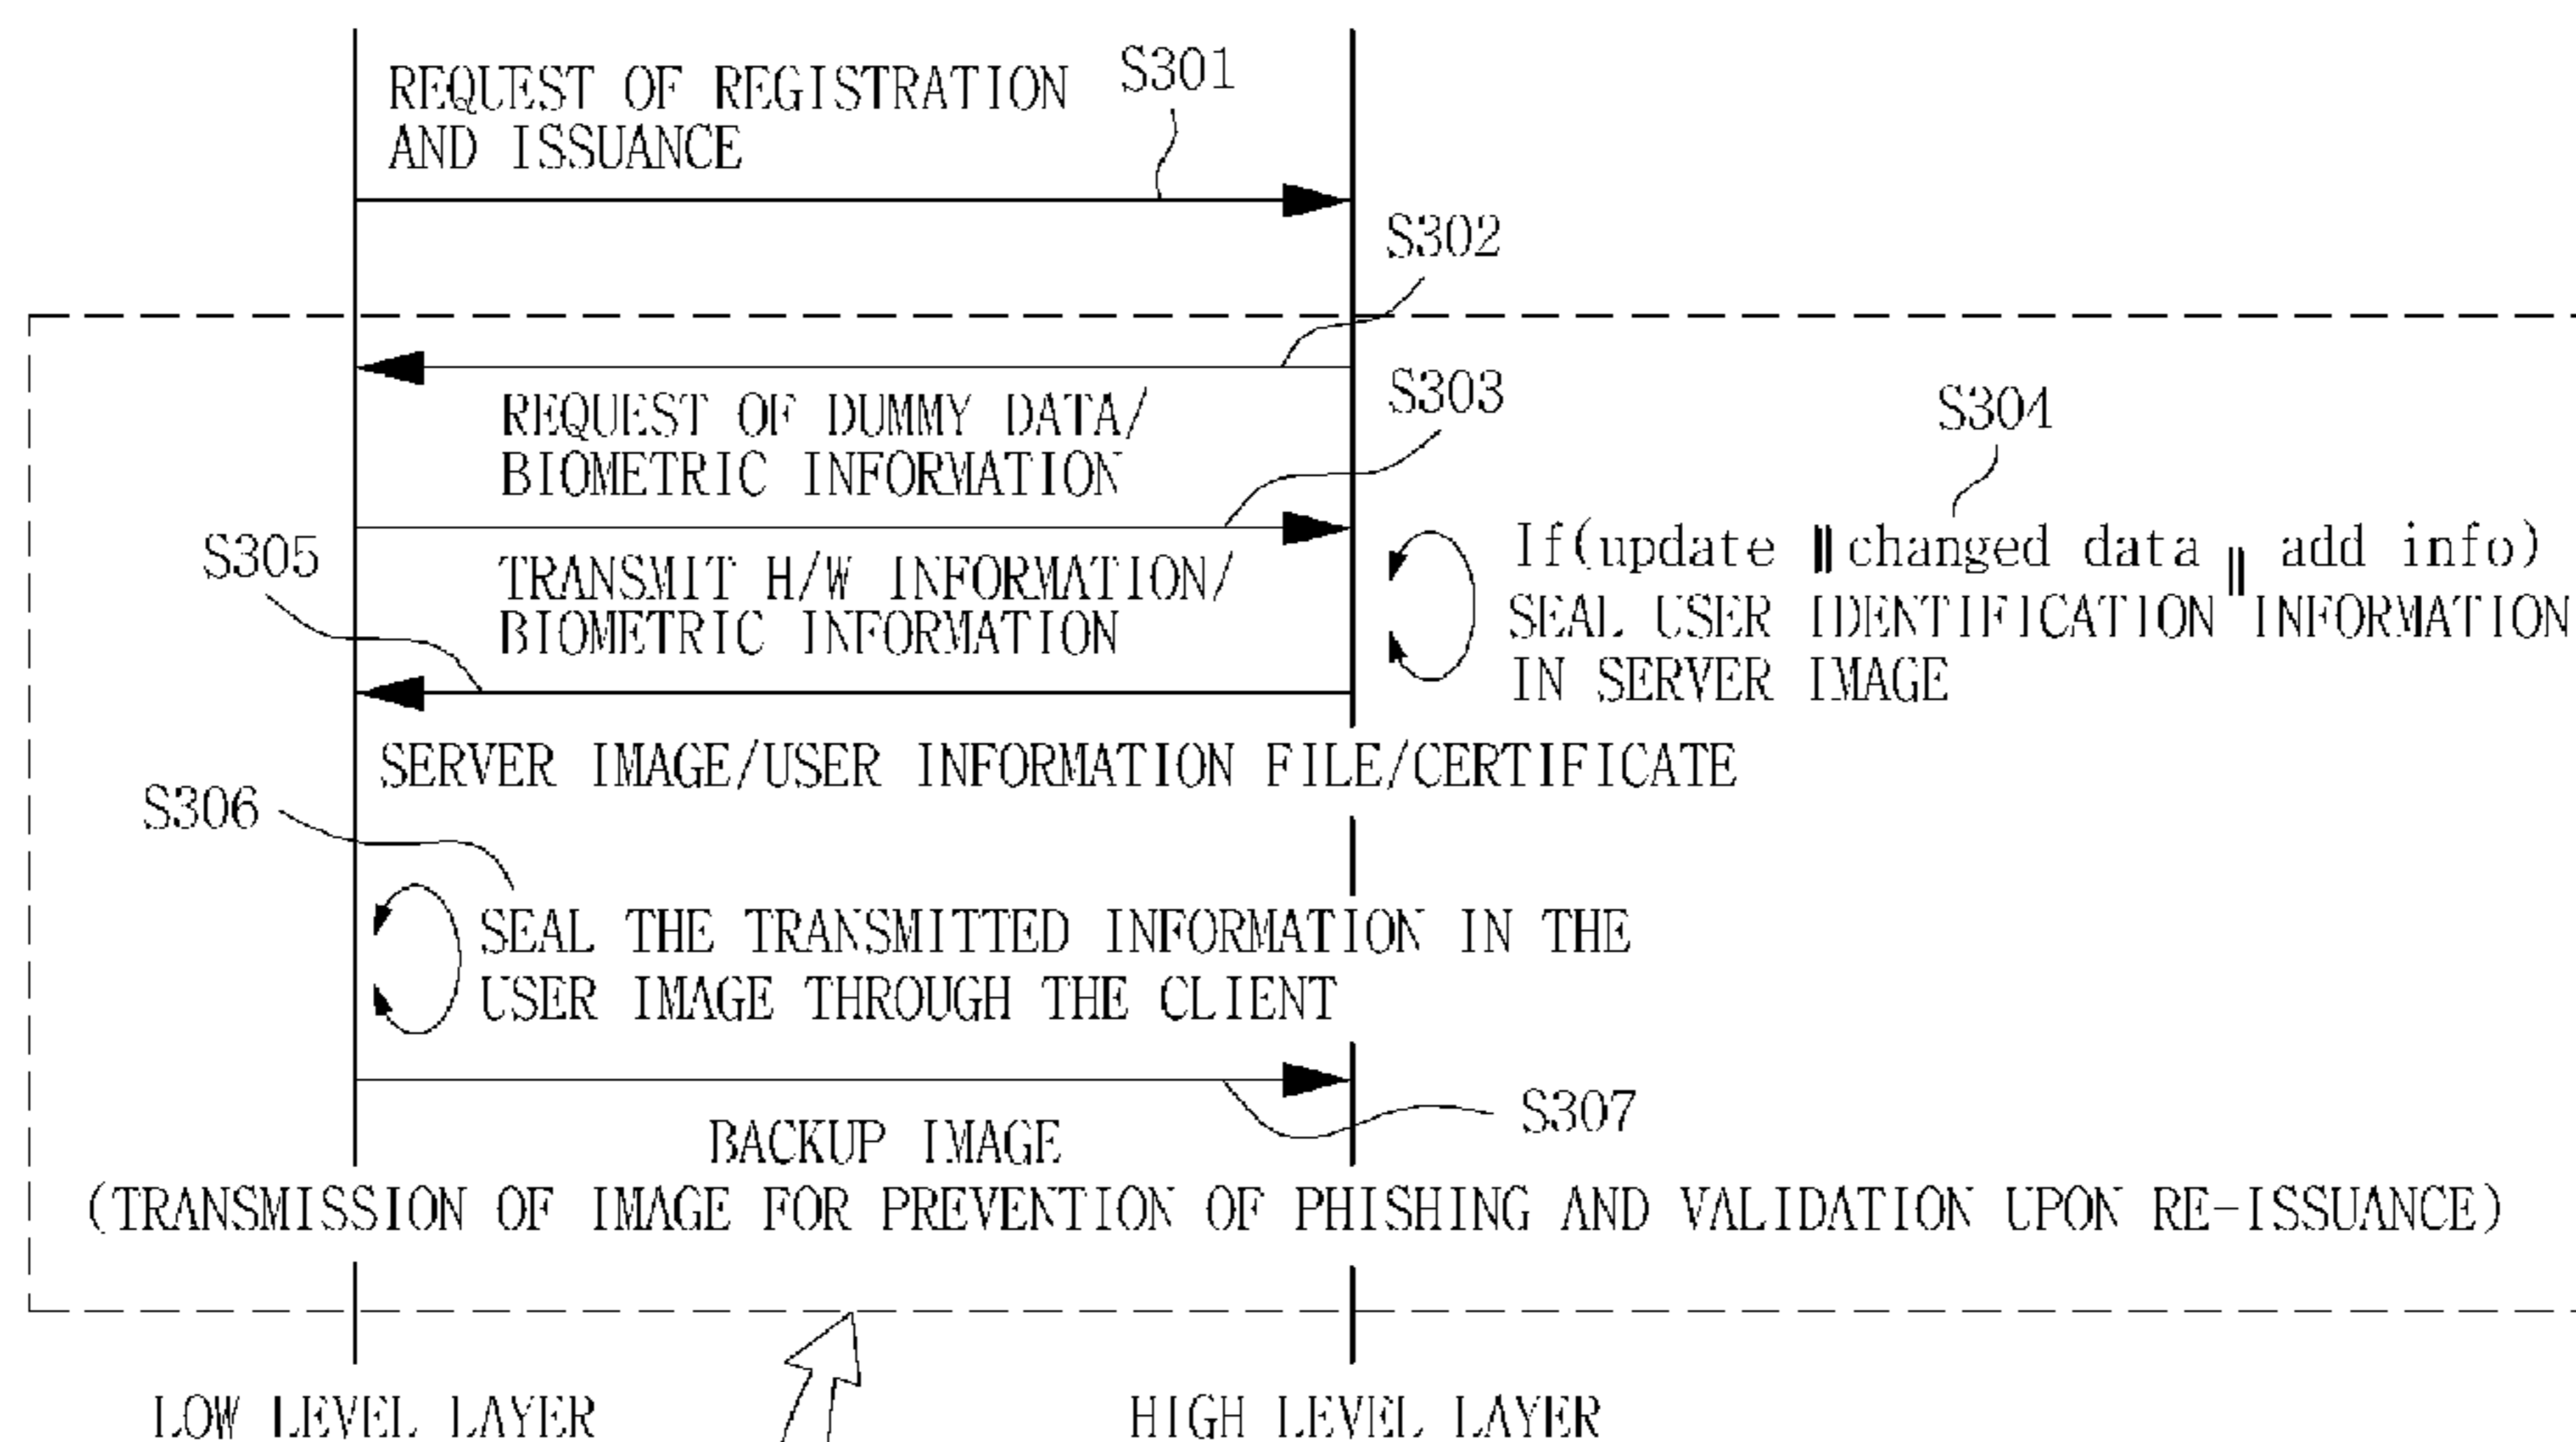 REQUEST OF REGISTRATION
AND ISSUANCE
S301
S302
REQUEST OF DUMMY DATA/
BIOMETRIC INFORMATION
S303
S304
TRANSMIT H/W INFORMATION/
BIOMETRIC INFORMATION
If(update || changed data || add info)
SEAL USER IDENTIFICATION INFORMATION
IN SERVER IMAGE
S305
SERVER IMAGE/USER INFORMATION FILE/CERTIFICATE
S306
SEAL THE TRANSMITTED INFORMATION IN THE
USER IMAGE THROUGH THE CLIENT
S307
BACKUP IMAGE
(TRANSMISSION OF IMAGE FOR PREVENTION OF PHISHING AND VALIDATION UPON RE-ISSUANCE)
LOW LEVEL LAYER
HIGH LEVEL LAYER